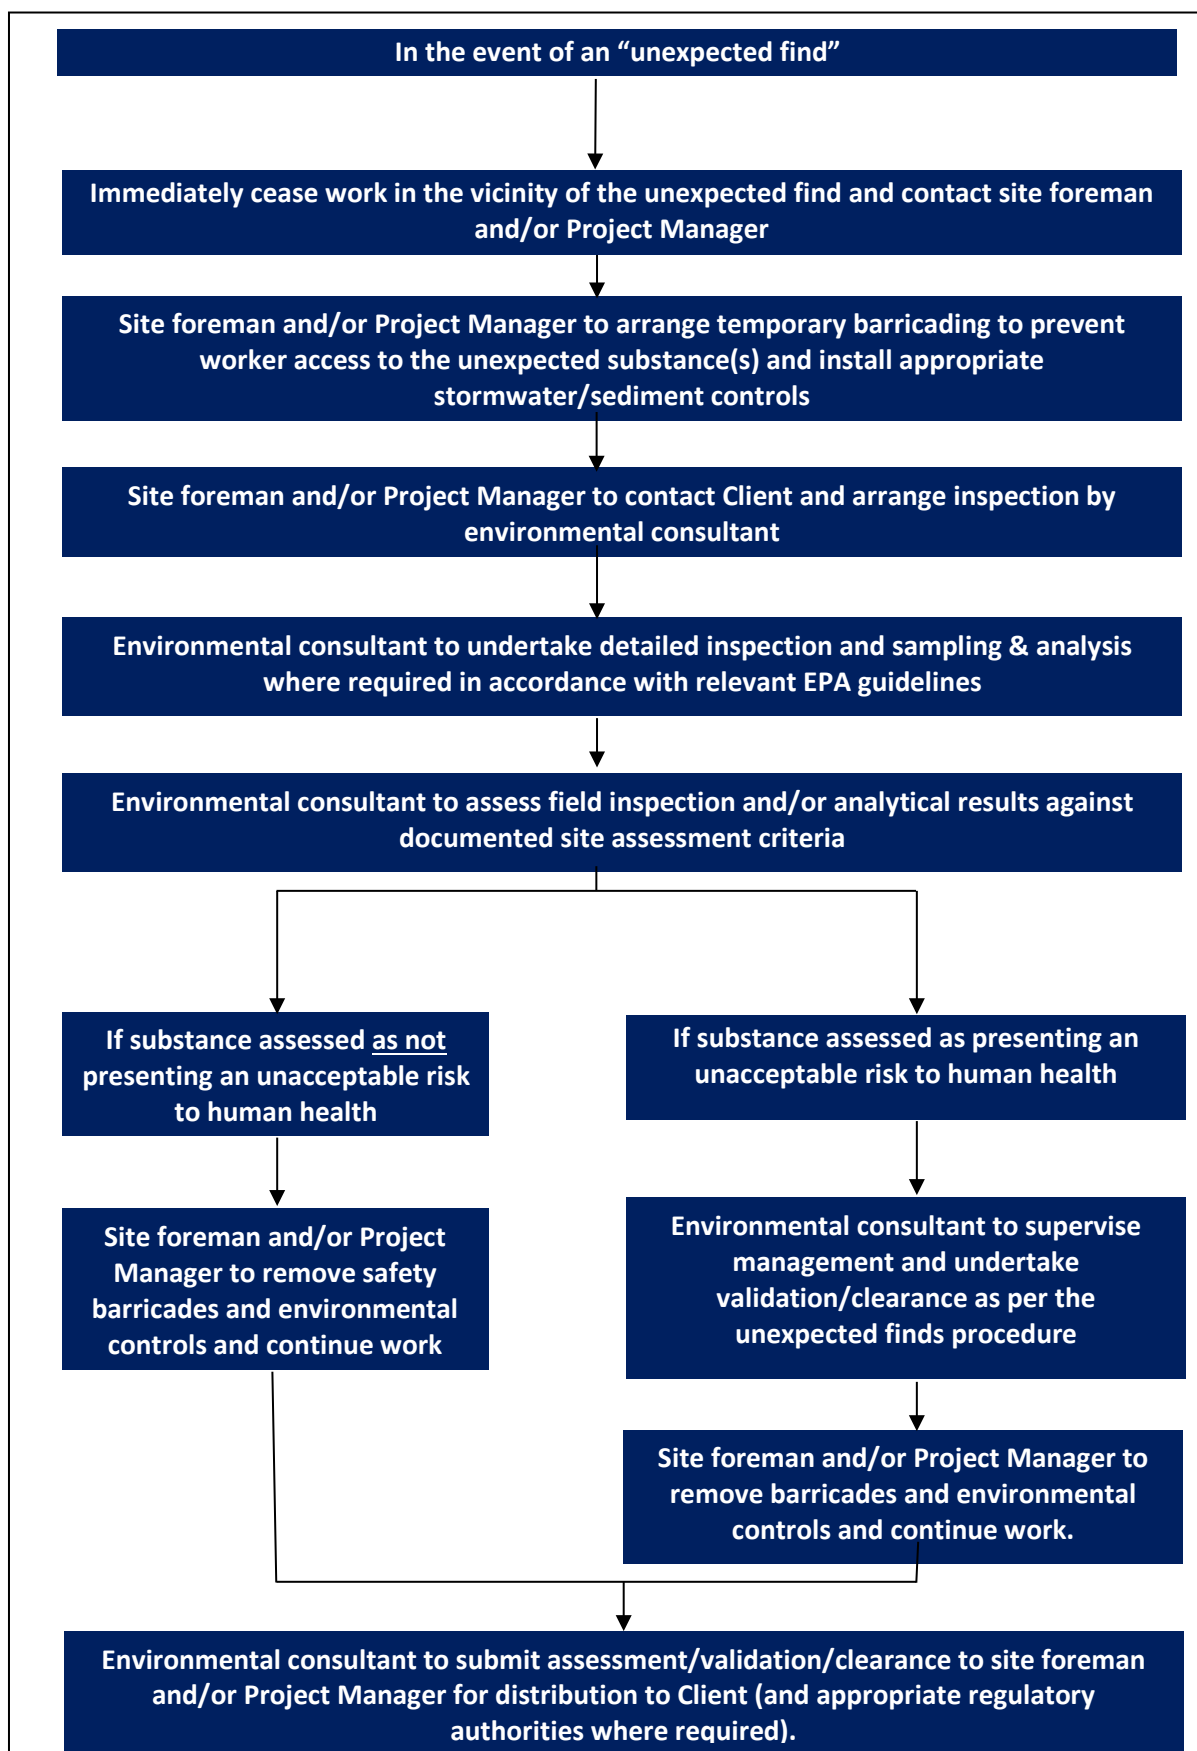 In the event of an “unexpected find”
Immediately cease work in the vicinity of the unexpected find and contact site foreman
and/or Project Manager
Site foreman and/or Project Manager to arrange temporary barricading to prevent
worker access to the unexpected substance(s) and install appropriate
stormwater/sediment controls
Site foreman and/or Project Manager to contact Client and arrange inspection by
environmental consultant
Environmental consultant to undertake detailed inspection and sampling & analysis
where required in accordance with relevant EPA guidelines
Environmental consultant to assess field inspection and/or analytical results against
documented site assessment criteria
If substance assessed as not
presenting an unacceptable risk
to human health
Site foreman and/or Project
Manager to remove safety
barricades and environmental
controls and continue work
If substance assessed as presenting an
unacceptable risk to human health
Environmental consultant to supervise
management and undertake
validation/clearance as per the
unexpected finds procedure
Site foreman and/or Project Manager to
remove barricades and environmental
controls and continue work.
Environmental consultant to submit assessment/validation/clearance to site foreman
and/or Project Manager for distribution to Client (and appropriate regulatory
authorities where required).